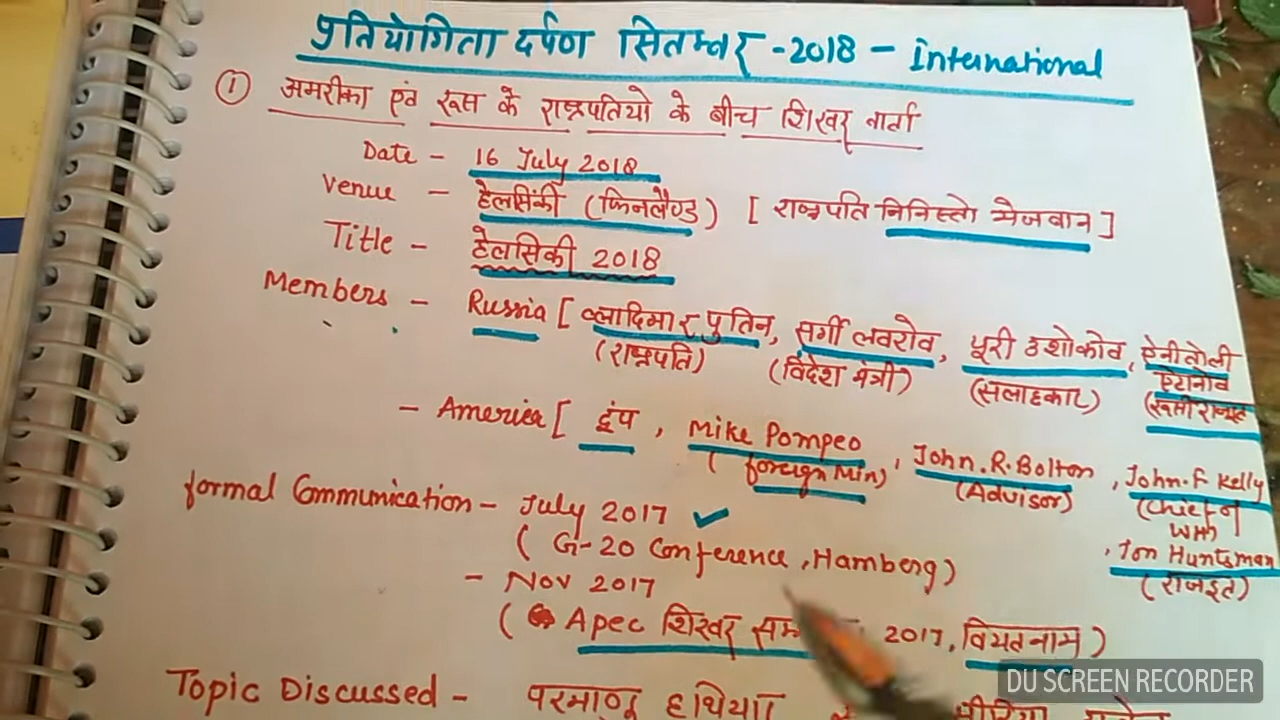 प्रतियोगिता दर्पण सितम्बर -2018 - International
① अमरीका एवं रूस के राष्ट्रपतियो के बीच शिखर वार्ता
Date - 16 July 2018
Venue - हेलसिंकी (फिनलैण्ड) [राष्ट्रपति निनिस्तो मेजबान]
Title - हेलसिकी 2018
Members - Russia [व्लादिमार पुतिन, सर्गी लवरोव, यूरी उशोकोव, ऐनीतोली
(राष्ट्रपति) (विदेश मंत्री) (सलाहकार) (रूसी
- America [ ट्रंप, Mike Pompeo, John.R.Bolton, John.F Kelly
(foreign Min) (Advisor) (Chief of WH)
formal Communication - July 2017 ✓
, Jon Huntsman
(G-20 Conference, Hamberg) (राजदूत)
- Nov 2017
(Apec शिखर 2017, वियतनाम)
Topic Discussed - परमाणु
DU SCREEN RECORDER